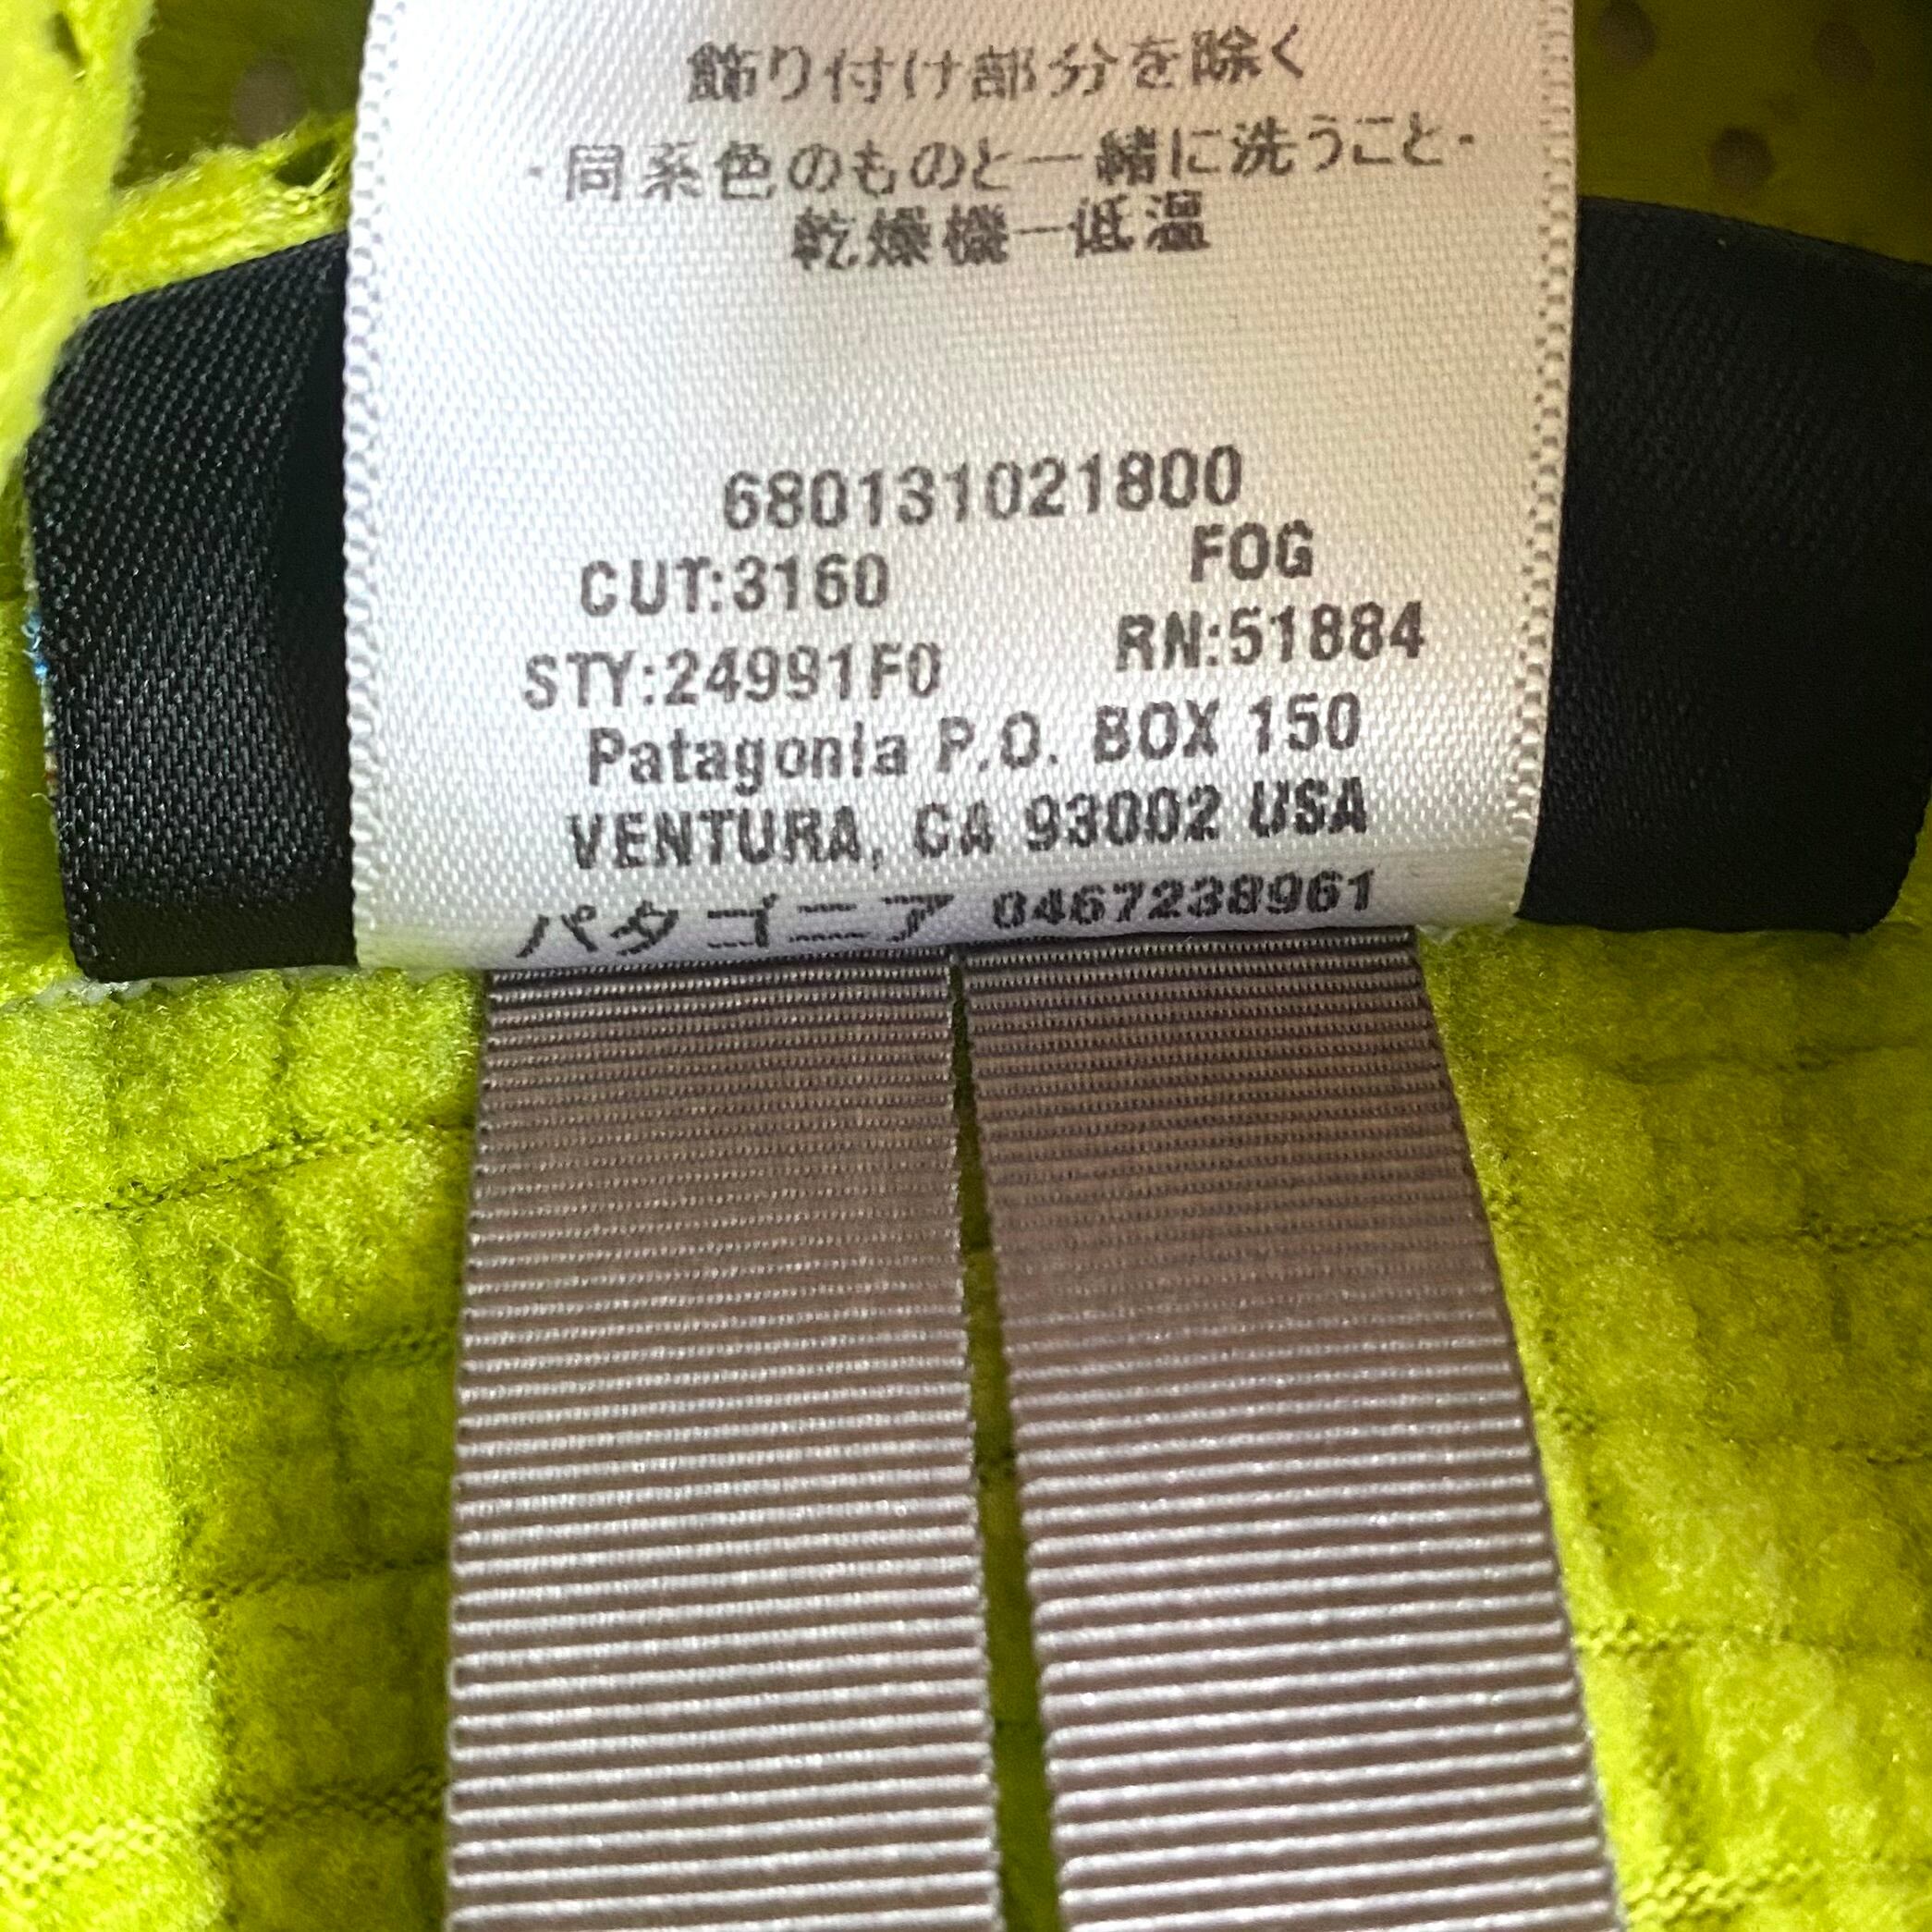 飾り付け部分を除く
-同系色のものと一緒に洗うこと-
乾燥機一低温
680131021800
CUT:3160 FOG
STY:24991F0 RN:51884
Patagonia P.O. BOX 150
VENTURA, CA 93002 USA
パタゴニア 0467238961